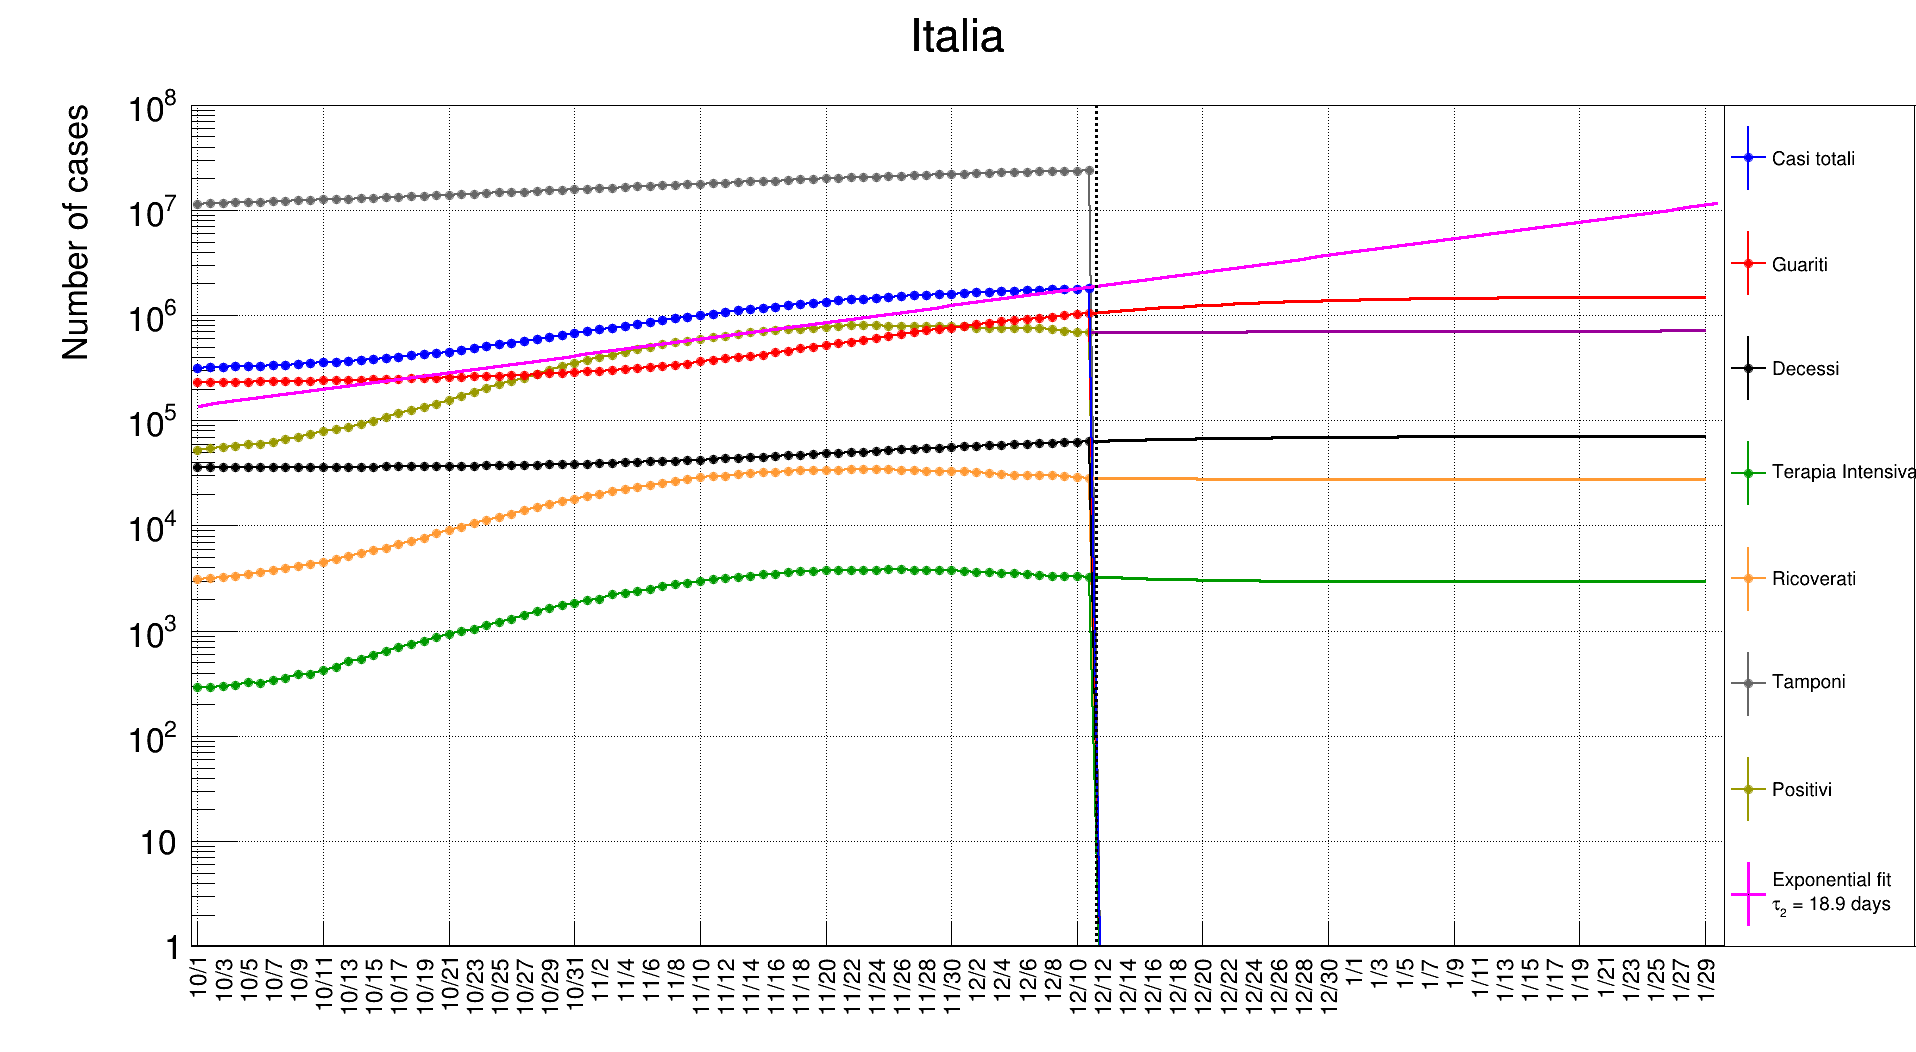 Italia
Number of cases
10^8
10^7
10^6
10^5
10^4
10^3
10^2
10
1
10/1 10/3 10/5 10/7 10/9 10/11 10/13 10/15 10/17 10/19 10/21 10/23 10/25 10/27 10/29 10/31 11/2 11/4 11/6 11/8 11/10 11/12 11/14 11/16 11/18 11/20 11/22 11/24 11/26 11/28 11/30 12/2 12/4 12/6 12/8 12/10 12/12 12/14 12/16 12/18 12/20 12/22 12/24 12/26 12/28 12/30 1/1 1/3 1/5 1/7 1/9 1/11 1/13 1/15 1/17 1/19 1/21 1/23 1/25 1/27 1/29
Casi totali
Guariti
Decessi
Terapia Intensiva
Ricoverati
Tamponi
Positivi
Exponential fit
τ_2 = 18.9 days